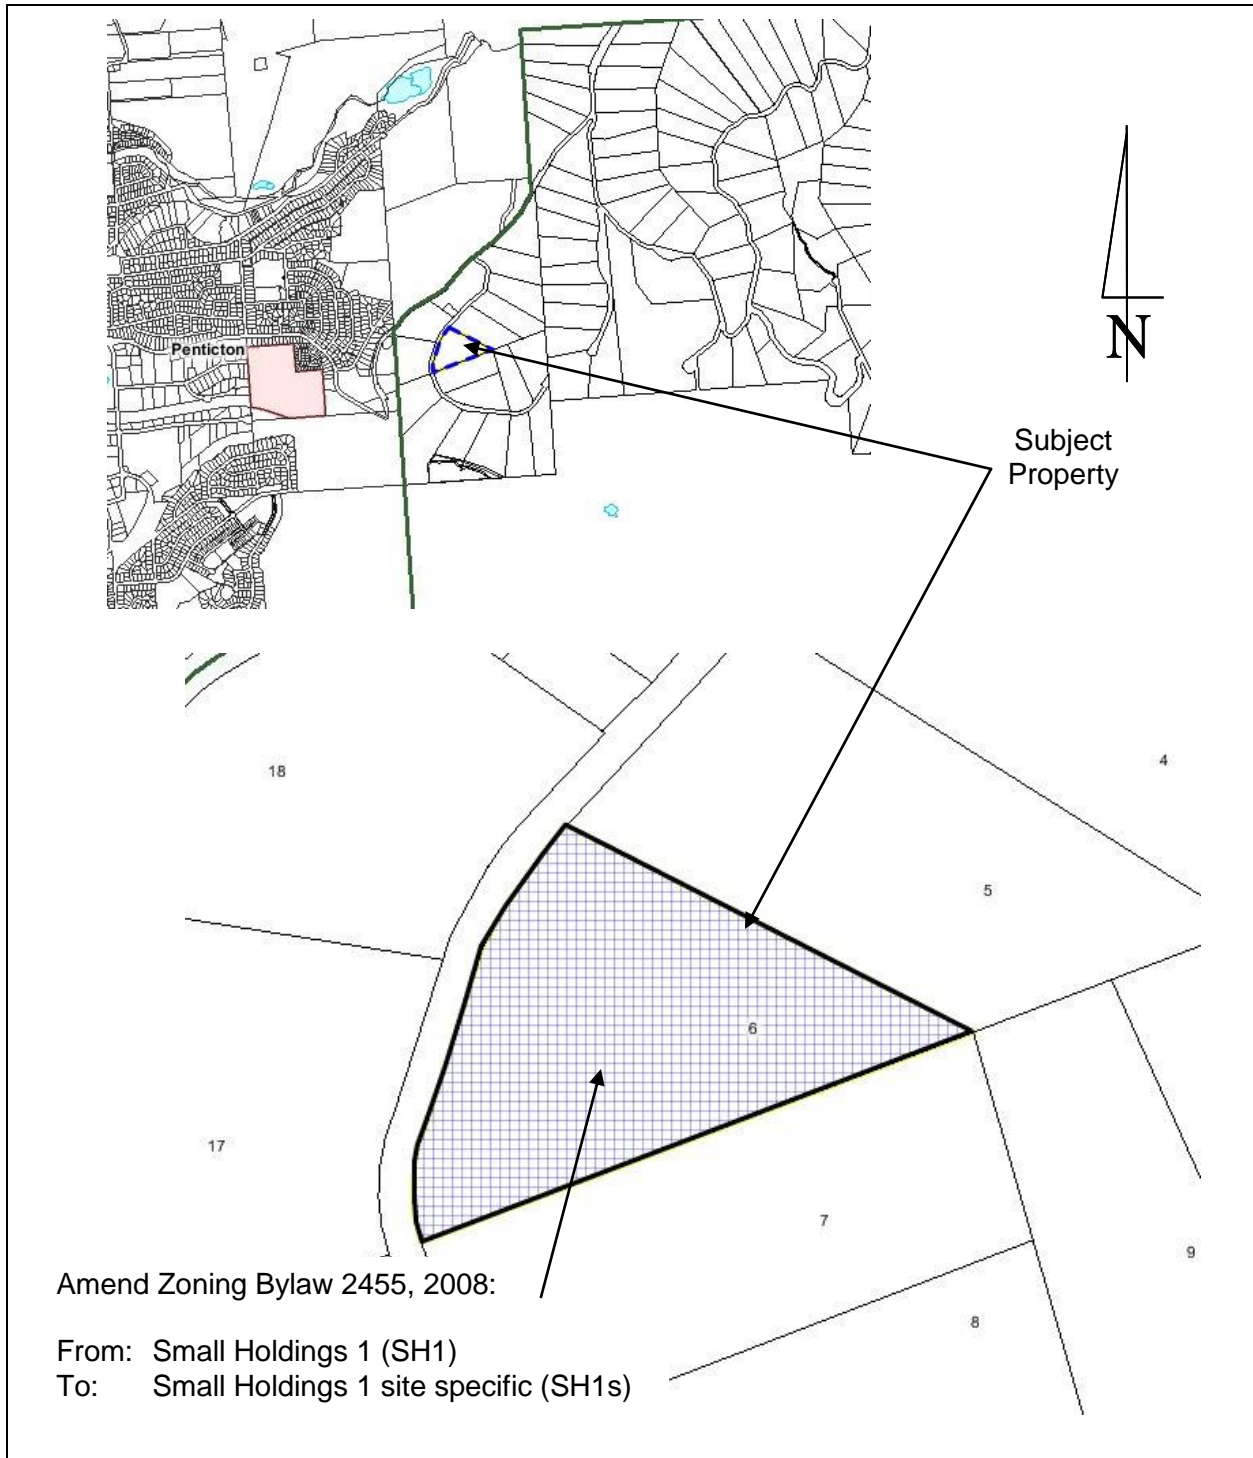 Penticton
N
Subject
Property
18
4
5
6
17
7
9
8
Amend Zoning Bylaw 2455, 2008:
From: Small Holdings 1 (SH1)
To: Small Holdings 1 site specific (SH1s)